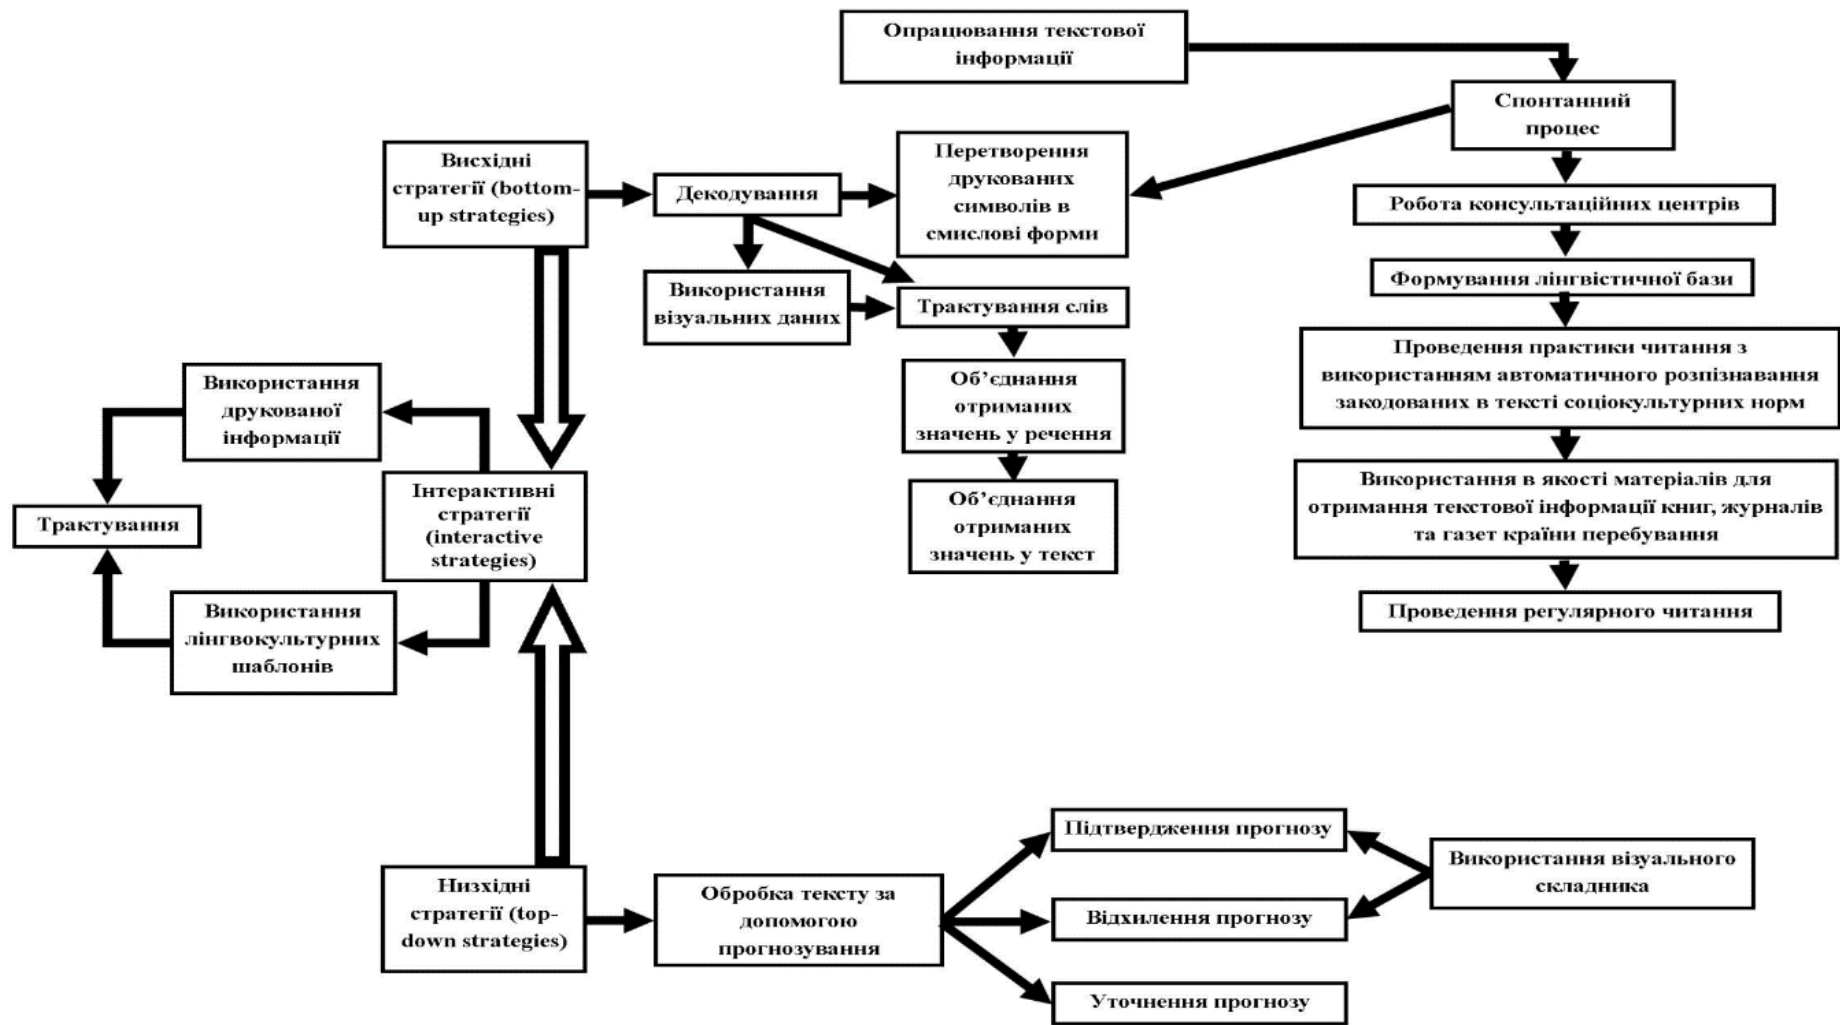 Опрацювання текстової
інформації
Спонтанний
процес
Висхідні
стратегії (bottom-
up strategies)
Декодування
Перетворення
друкованих
символів в
смислові форми
Робота консультаційних центрів
Використання
візуальних даних
Трактування слів
Формування лінгвістичної бази
Проведення практики читання з
використанням автоматичного розпізнавання
закодованих в тексті соціокультурних норм
Використання
друкованої
інформації
Об’єднання
отриманих
значень у речення
Трактування
Інтерактивні
стратегії
(interactive
strategies)
Об’єднання
отриманих
значень у текст
Використання в якості матеріалів для
отримання текстової інформації книг, журналів
та газет країни перебування
Використання
лінгвокультурних
шаблонів
Проведення регулярного читання
Підтвердження прогнозу
Використання візуального
складника
Низхідні
стратегії (top-
down strategies)
Обробка тексту за
допомогою
прогнозування
Відхилення прогнозу
Уточнення прогнозу